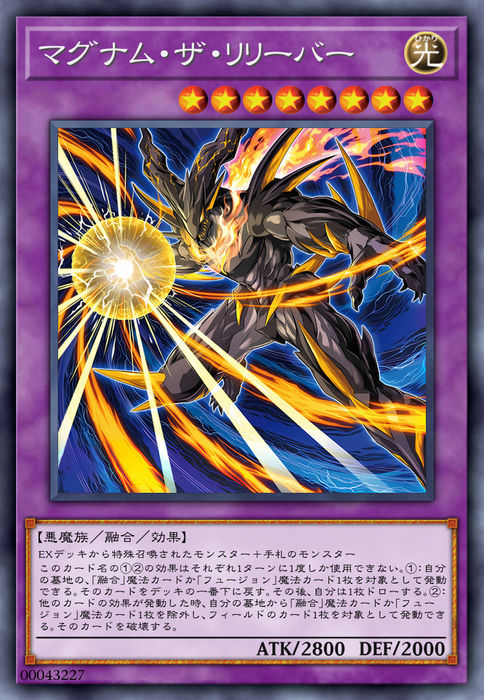 マグナム・ザ・リリーバー
ひかり
光
【悪魔族／融合／効果】
EXデッキから特殊召喚されたモンスター＋手札のモンスター
このカード名の①②の効果はそれぞれ1ターンに1度しか使用できない。①：自分
の墓地の、「融合」魔法カードか「フュージョン」魔法カード1枚を対象として発動
できる。そのカードをデッキの一番下に戻す。その後、自分は1枚ドローする。②：
他のカードの効果が発動した時、自分の墓地から「融合」魔法カードか「フュー
ジョン」魔法カード1枚を除外し、フィールドのカード1枚を対象として発動でき
る。そのカードを破壊する。
ATK/2800 DEF/2000
00043227